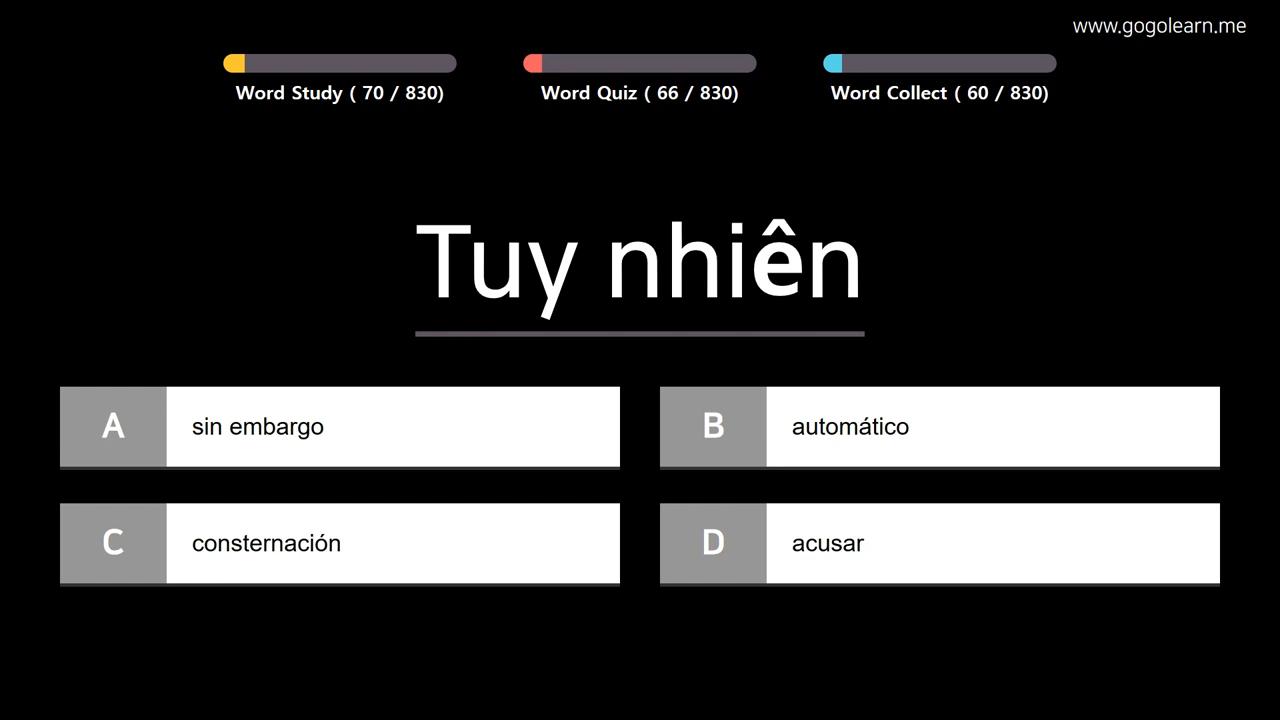 www.gogolearn.me
Word Study ( 70 / 830)
Word Quiz ( 66 / 830)
Word Collect ( 60 / 830)
Tuy nhiên
A sin embargo
B automático
C consternación
D acusar